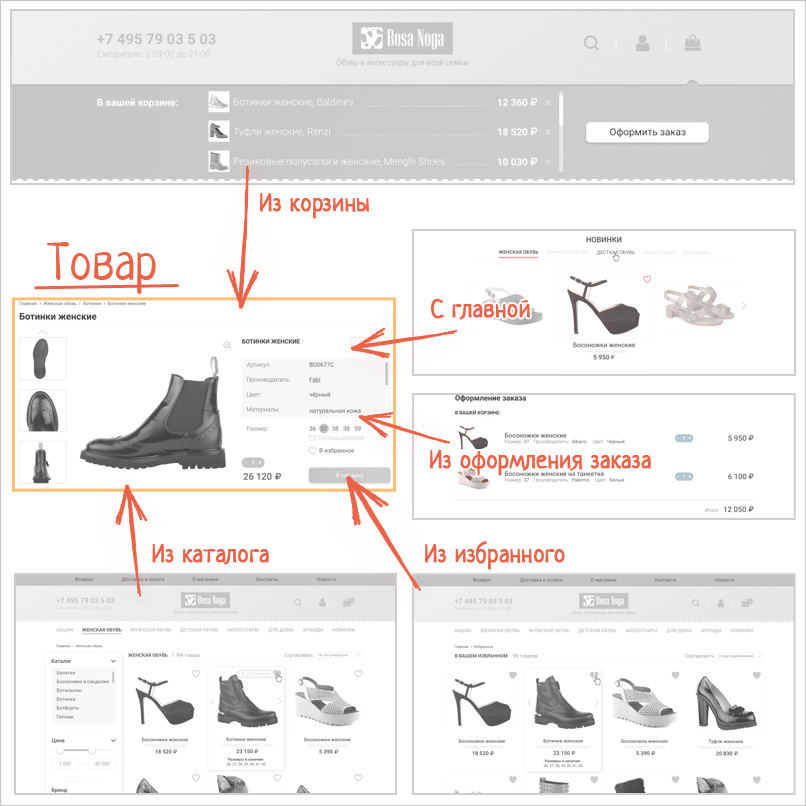 +7 495 79 03 5 03
Ежедневно с 09-00 до 21-00
Bosa Noga
Обувь и аксессуары для всей семьи
В вашей корзине:
Ботинки женские, Baldinini 12 360 ₽ ×
Туфли женские, Renzi 18 520 ₽ ×
Резиновые полусапоги женские, Menghi Shoes 10 030 ₽ ×
Оформить заказ
Из корзины
Товар
Главная > Женская обувь > Ботинки > Ботинки женские
Ботинки женские
БОТИНКИ ЖЕНСКИЕ
Артикул: BD0677C
Производитель: Fabi
Цвет: чёрный
Материалы: натуральная кожа
Размер: 36 37 38 38 39
Таблица размеров
В избранное
- 1 +
26 120 ₽
В корзину
НОВИНКИ
ЖЕНСКАЯ ОБУВЬ МУЖСКАЯ ОБУВЬ ДЕСТКАЯ ОБУВЬ АКСЕССУАРЫ ДЛЯ ДОМА
Босоножки женские
5 950 ₽
С главной
Оформление заказа
В ВАШЕЙ КОРЗИНЕ:
Босоножки женские
Размер: 37 Производитель: Albano Цвет: Черный
- 1 +
5 950 ₽
Босоножки женские на танкетке
Размер: 37 Производитель: Palermo Цвет: Белый
- 1 +
6 100 ₽
Итого: 12 050 ₽
Из оформления заказа
Из каталога
Из избранного
Возврат Доставка и оплата О магазине Контакты Новости
+7 495 79 03 5 03
Bosa Noga
АКЦИИ ЖЕНСКАЯ ОБУВЬ МУЖСКАЯ ОБУВЬ ДЕТСКАЯ ОБУВЬ АКСЕССУАРЫ ДЛЯ ДОМА БРЕНДЫ НОВИНКИ
Главная > Женская обувь
Каталог
Балетки
Босоножки и сандалии
Ботильоны
Ботинки
Ботфорты
Галоши
Цена
1 000 30 000
Бренд
ЖЕНСКАЯ ОБУВЬ 1 764 товара
Сортировать: по популярности
В избранное
Босоножки женские
18 520 ₽
Ботинки женские
23 150 ₽
Размеры в наличии:
36, 37, 38, 39, 40, 41, 42
Босоножки женские
5 390 ₽
Возврат Доставка и оплата О магазине Контакты Новости
+7 495 79 03 5 03
Bosa Noga
АКЦИИ ЖЕНСКАЯ ОБУВЬ МУЖСКАЯ ОБУВЬ ДЕТСКАЯ ОБУВЬ АКСЕССУАРЫ ДЛЯ ДОМА БРЕНДЫ НОВИНКИ
Главная > Избранное
В ВАШЕМ ИЗБРАННОМ 99 товаров
Сортировать: по дате добавления
Босоножки женские
18 520 ₽
Ботинки женские
23 150 ₽
Размеры в наличии:
36, 37, 38, 39, 40, 41, 42
Босоножки женские
5 390 ₽
Туфли женские
20 830 ₽